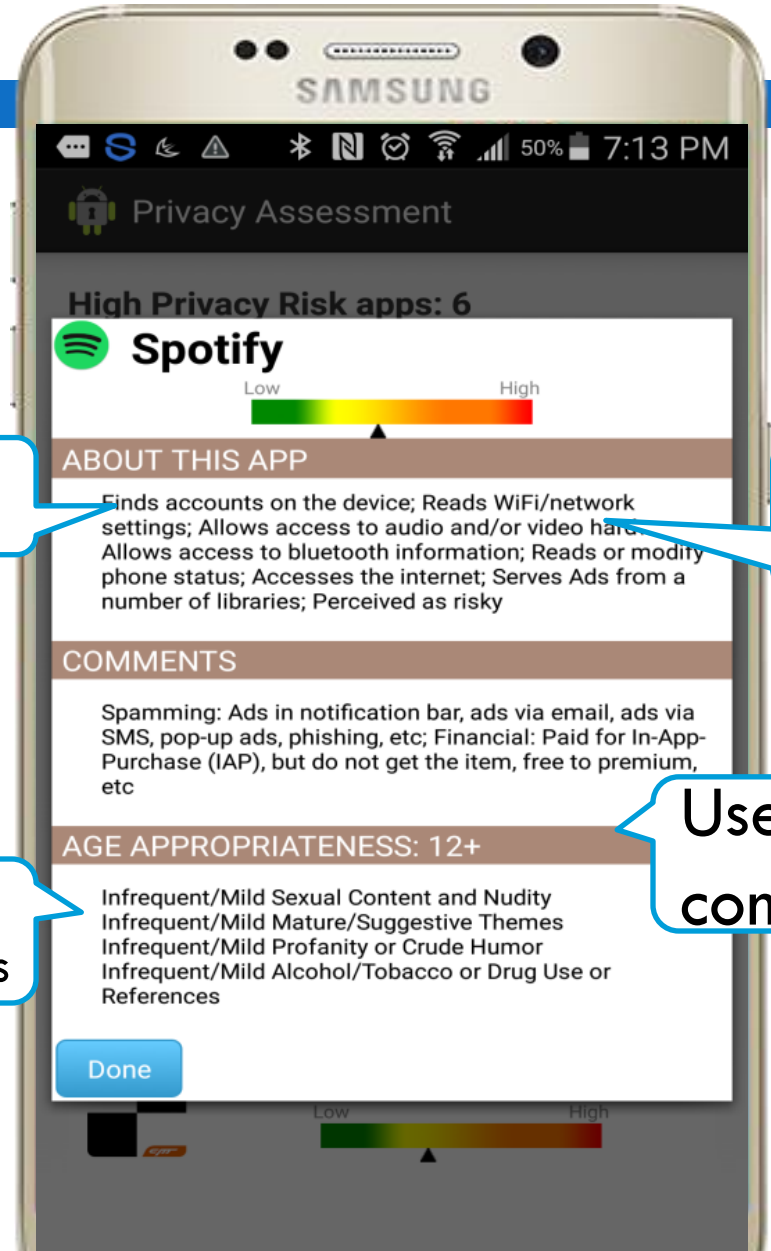 SAMSUNG
50% 7:13 PM
Privacy Assessment
High Privacy Risk apps: 6
Spotify
Low High
ABOUT THIS APP
Finds accounts on the device; Reads WiFi/network
settings; Allows access to audio and/or video
Allows access to bluetooth information; Reads or modify
phone status; Accesses the internet; Serves Ads from a
number of libraries; Perceived as risky
COMMENTS
Spamming: Ads in notification bar, ads via email, ads via
SMS, pop-up ads, phishing, etc; Financial: Paid for In-App-
Purchase (IAP), but do not get the item, free to premium,
etc
AGE APPROPRIATENESS: 12+
Infrequent/Mild Sexual Content and Nudity
Infrequent/Mild Mature/Suggestive Themes
Infrequent/Mild Profanity or Crude Humor
Infrequent/Mild Alcohol/Tobacco or Drug Use or
References
Done
Low High